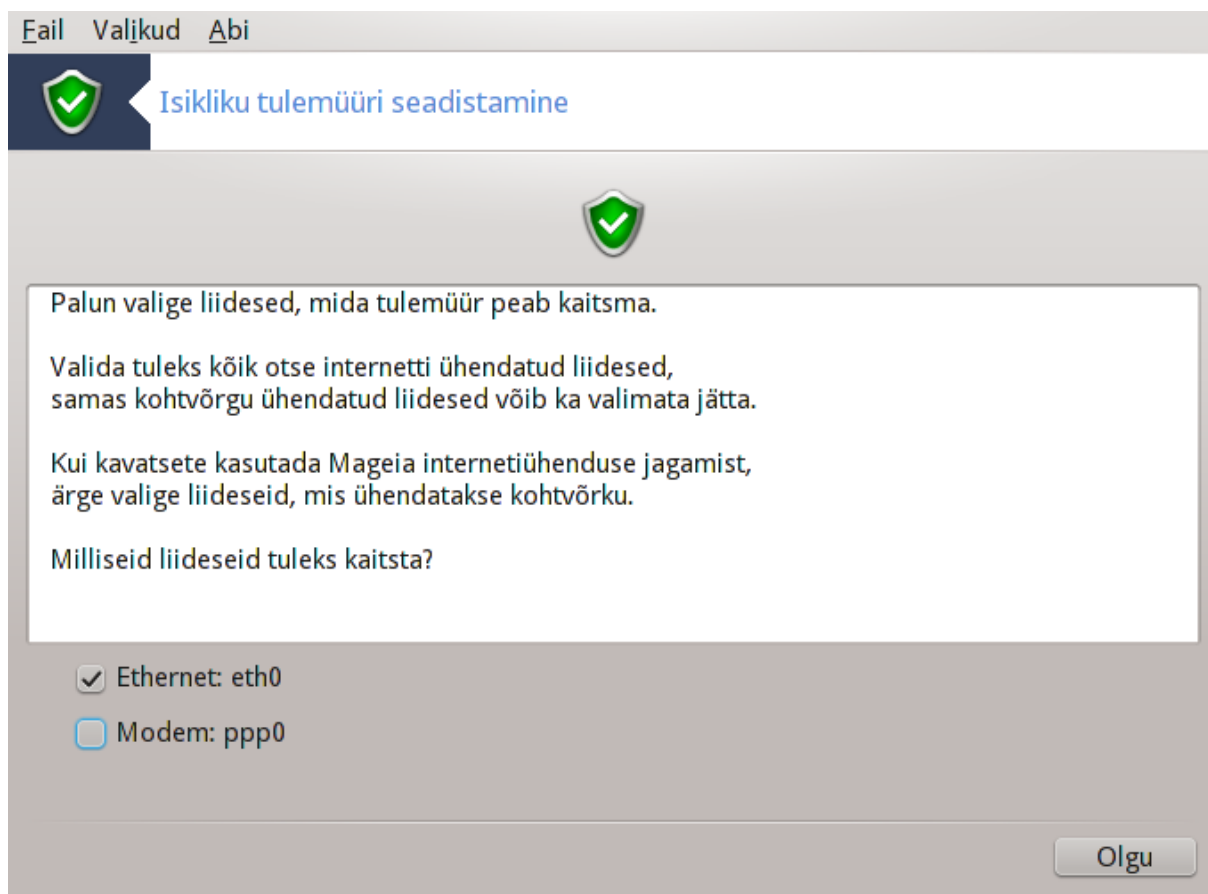 Fail Valikud Abi
Isikliku tulemüüri seadistamine
Palun valige liidesed, mida tulemüür peab kaitsma.
Valida tuleks kõik otse internetti ühendatud liidesed,
samas kohtvõrgu ühendatud liidesed võib ka valimata jätta.
Kui kavatsete kasutada Mageia internetiühenduse jagamist,
ärge valige liideseid, mis ühendatakse kohtvõrku.
Milliseid liideseid tuleks kaitsta?
Ethernet: eth0
Modem: ppp0
Olgu